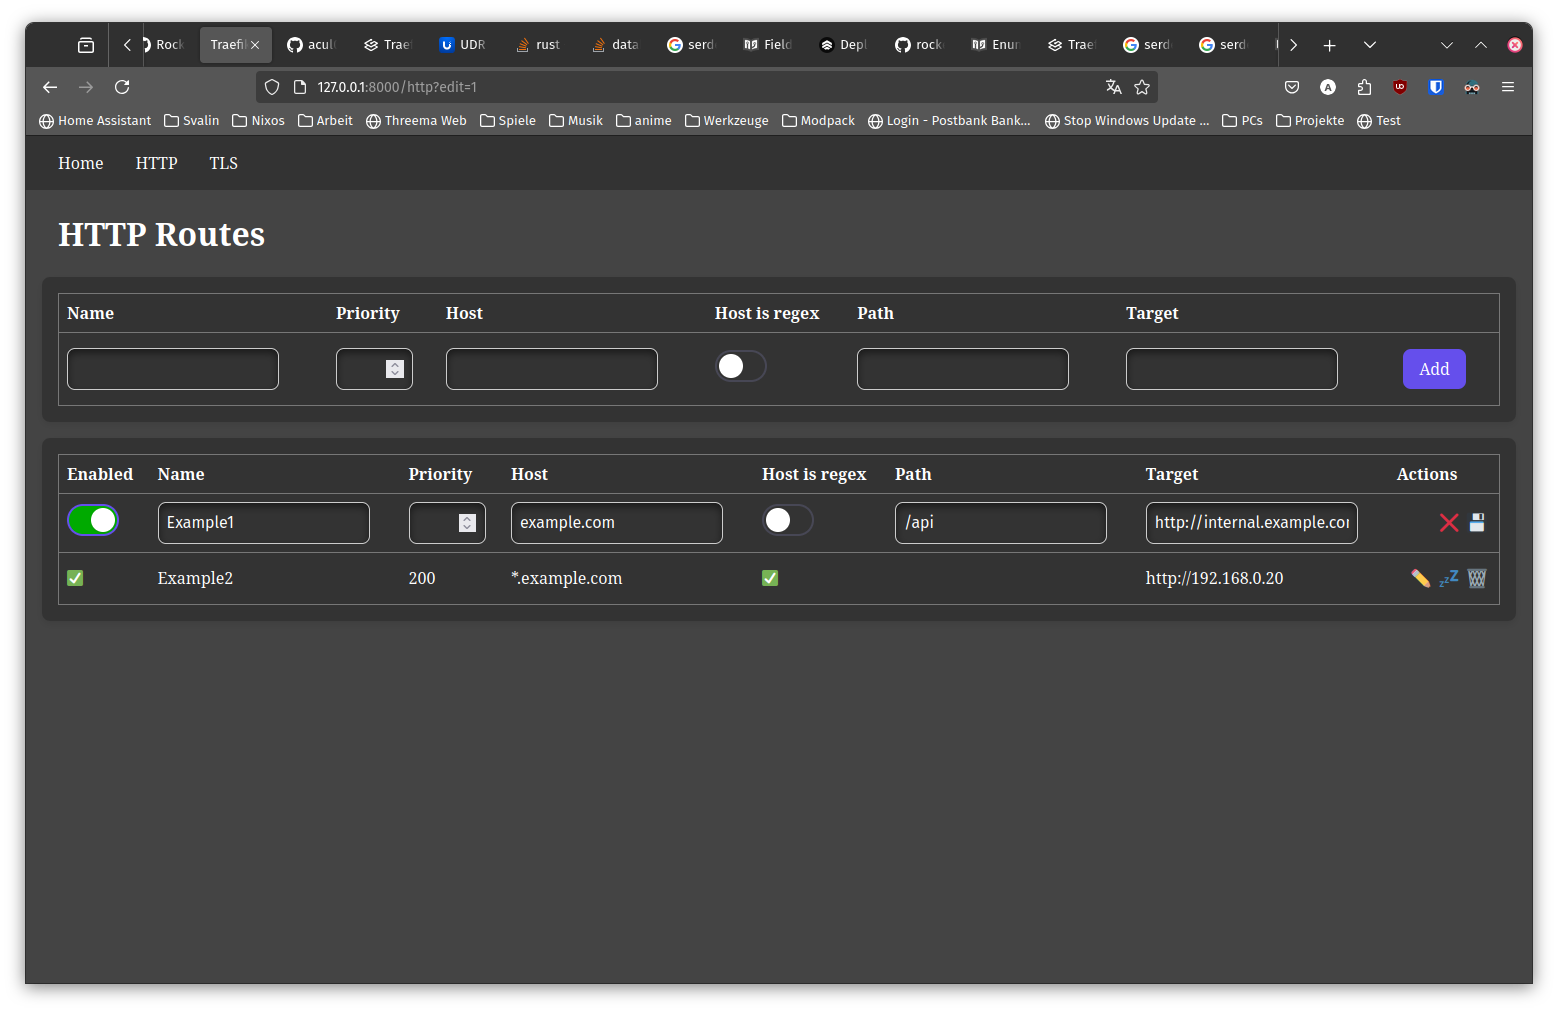 Rock Traefi acul Traef UDR rust data serd Field Depl rock Enun Traef serd serd
127.0.0.1:8000/http?edit=1
Home Assistant Svalin Nixos Arbeit Threema Web Spiele Musik anime Werkzeuge Modpack Login - Postbank Bank... Stop Windows Update ... PCs Projekte Test
Home HTTP TLS
HTTP Routes
Name Priority Host Host is regex Path Target
Add
Enabled Name Priority Host Host is regex Path Target Actions
Example1 example.com /api http://internal.example.cor
Example2 200 *.example.com http://192.168.0.20